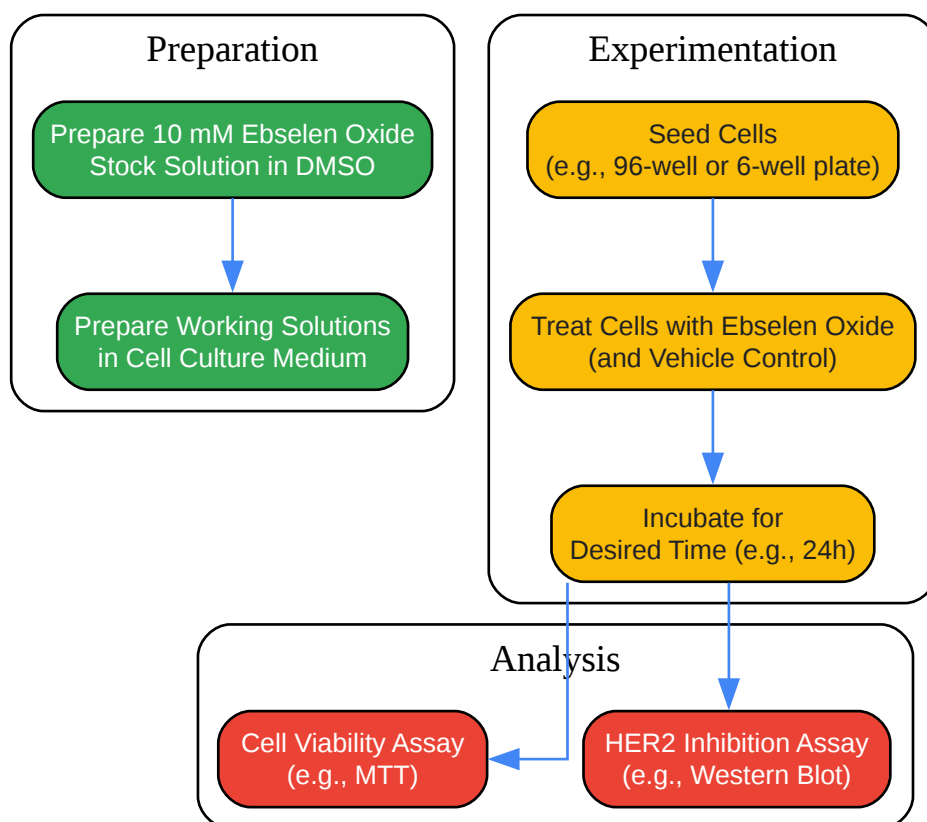 Preparation
Prepare 10 mM Ebselen Oxide
Stock Solution in DMSO
Prepare Working Solutions
in Cell Culture Medium
Experimentation
Seed Cells
(e.g., 96-well or 6-well plate)
Treat Cells with Ebselen Oxide
(and Vehicle Control)
Incubate for
Desired Time (e.g., 24h)
Analysis
Cell Viability Assay
(e.g., MTT)
HER2 Inhibition Assay
(e.g., Western Blot)